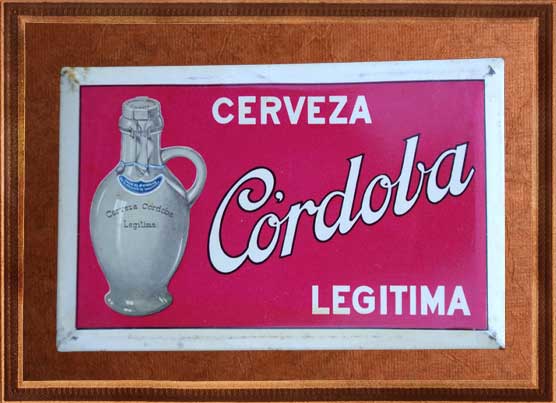 CERVEZA
Córdoba
LEGITIMA
Cerveza Córdoba
Legitima